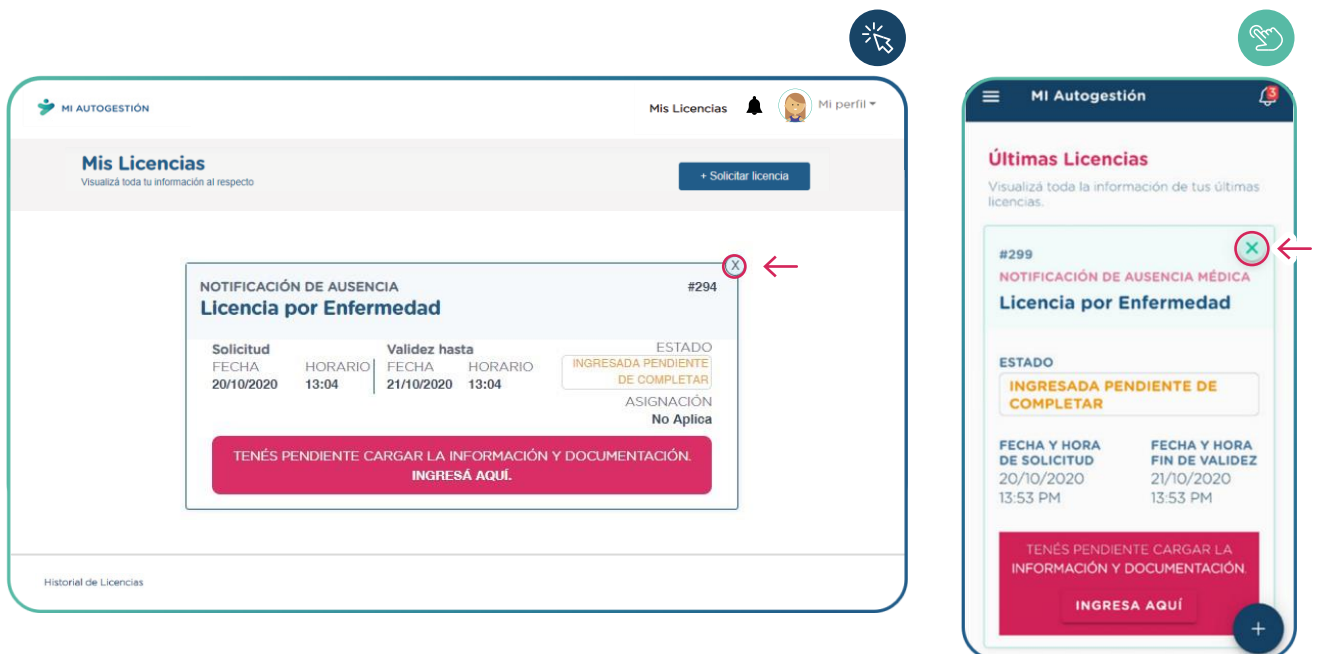 MI AUTOGESTIÓN
Mis Licencias
Mi perfil
Mis Licencias
Visualizá toda tu información al respecto
+ Solicitar licencia
X
NOTIFICACIÓN DE AUSENCIA
#294
Licencia por Enfermedad
Solicitud
Validez hasta
FECHA HORARIO
FECHA HORARIO
20/10/2020 13:04
21/10/2020 13:04
ESTADO
INGRESADA PENDIENTE
DE COMPLETAR
ASIGNACIÓN
No Aplica
TENÉS PENDIENTE CARGAR LA INFORMACIÓN Y DOCUMENTACIÓN.
INGRESÁ AQUÍ.
Historial de Licencias
MI Autogestión
3
Últimas Licencias
Visualizá toda la información de tus últimas
licencias.
#299
NOTIFICACIÓN DE AUSENCIA MÉDICA
Licencia por Enfermedad
ESTADO
INGRESADA PENDIENTE DE
COMPLETAR
FECHA Y HORA
DE SOLICITUD
20/10/2020
13:53 PM
FECHA Y HORA
FIN DE VALIDEZ
21/10/2020
13:53 PM
TENÉS PENDIENTE CARGAR LA
INFORMACIÓN Y DOCUMENTACIÓN.
INGRESA AQUÍ
+